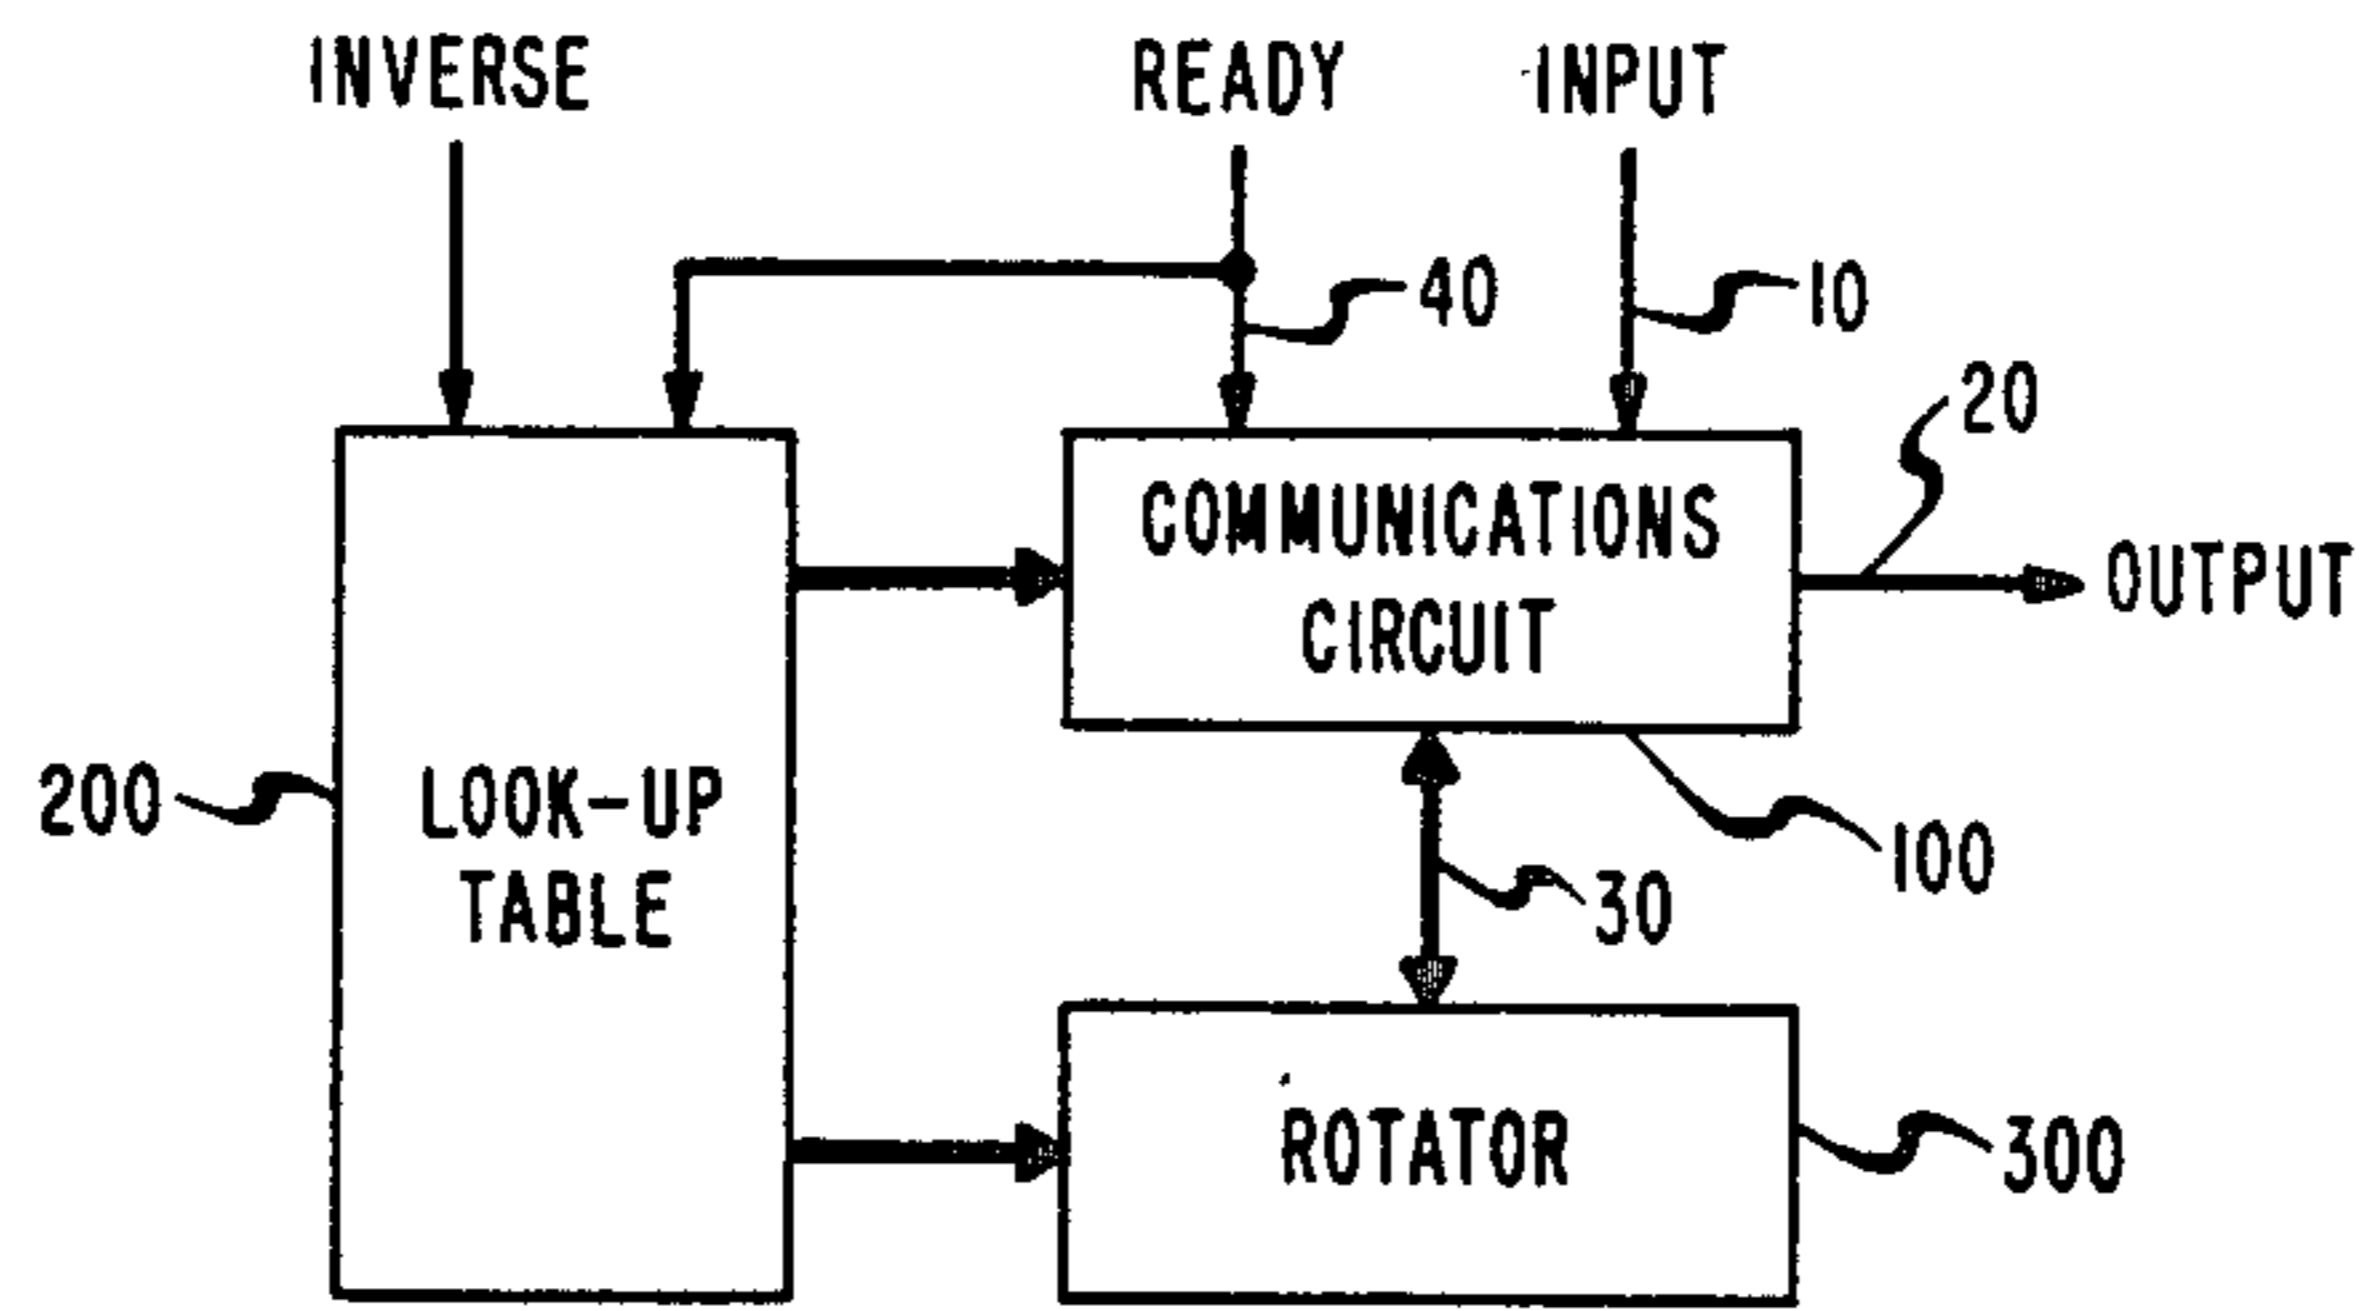 INVERSE
READY
INPUT
40
10
20
COMMUNICATIONS
CIRCUIT
OUTPUT
200
LOOK-UP
TABLE
100
30
ROTATOR
300